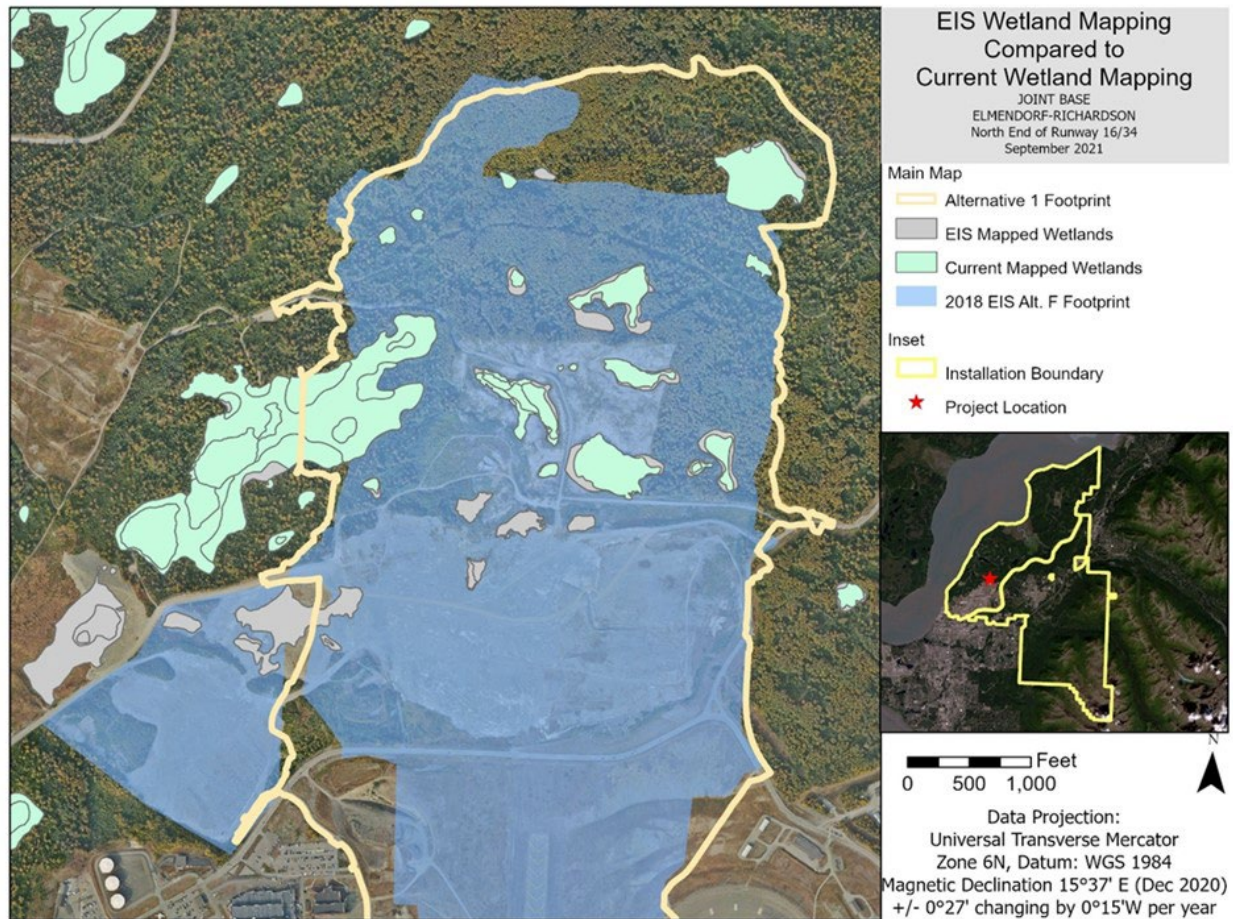 EIS Wetland Mapping
Compared to
Current Wetland Mapping
JOINT BASE
ELMENDORF-RICHARDSON
North End of Runway 16/34
September 2021
Main Map
Alternative 1 Footprint
EIS Mapped Wetlands
Current Mapped Wetlands
2018 EIS Alt. F Footprint
Inset
Installation Boundary
Project Location
N
Feet
0 500 1,000
Data Projection:
Universal Transverse Mercator
Zone 6N, Datum: WGS 1984
Magnetic Declination 15°37' E (Dec 2020)
+/- 0°27' changing by 0°15'W per year